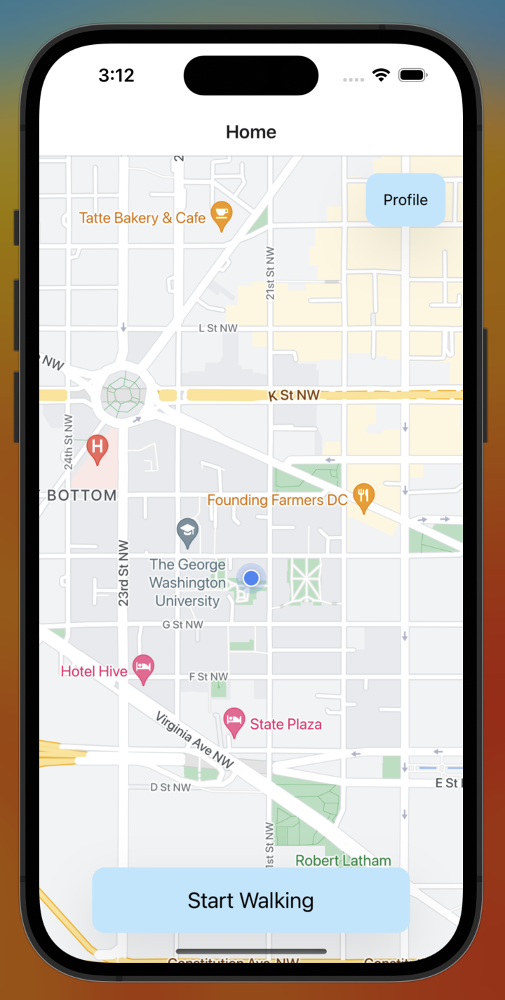 3:12
Home
2
Profile
Tatte Bakery & Cafe
21st St NW
L St NW
NW
K St NW
24th St NW
H
BOTTOM
Founding Farmers DC
23rd St NW
The George
Washington
University
G St NW
Hotel Hive
F St NW
State Plaza
Virginia Ave NW
D St NW
E St
1st St NW
Robert Latham
Start Walking
Constitution Ave NW